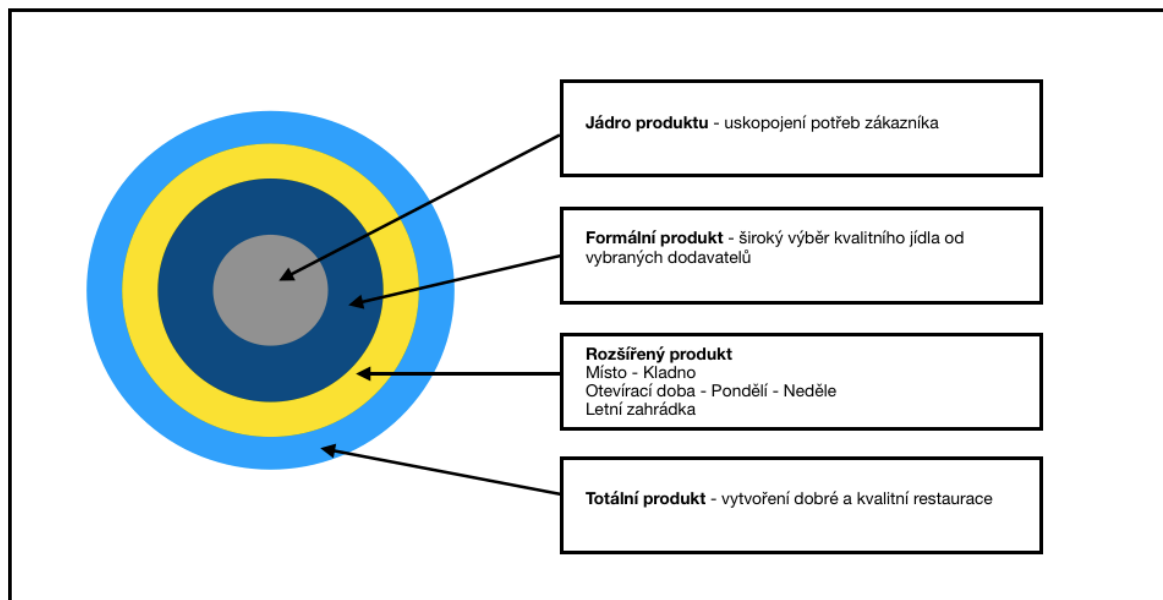 Jádro produktu - uskopojení potřeb zákazníka
Formální produkt - široký výběr kvalitního jídla od
vybraných dodavatelů
Rozšířený produkt
Místo - Kladno
Otevírací doba - Pondělí - Neděle
Letní zahrádka
Totální produkt - vytvoření dobré a kvalitní restaurace